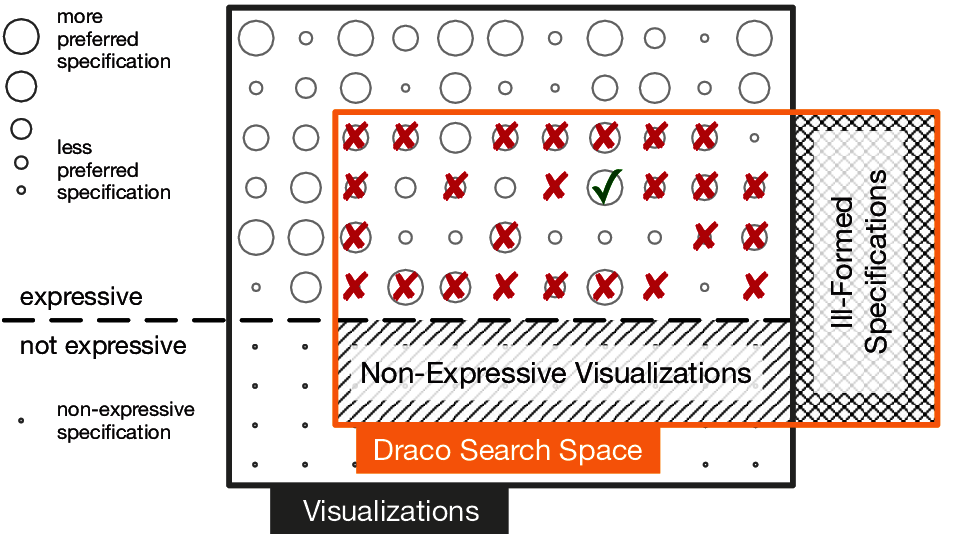 more
preferred
specification
less
preferred
specification
expressive
not expressive
non-expressive
specification
Ill-Formed
Specifications
Non-Expressive Visualizations
Draco Search Space
Visualizations